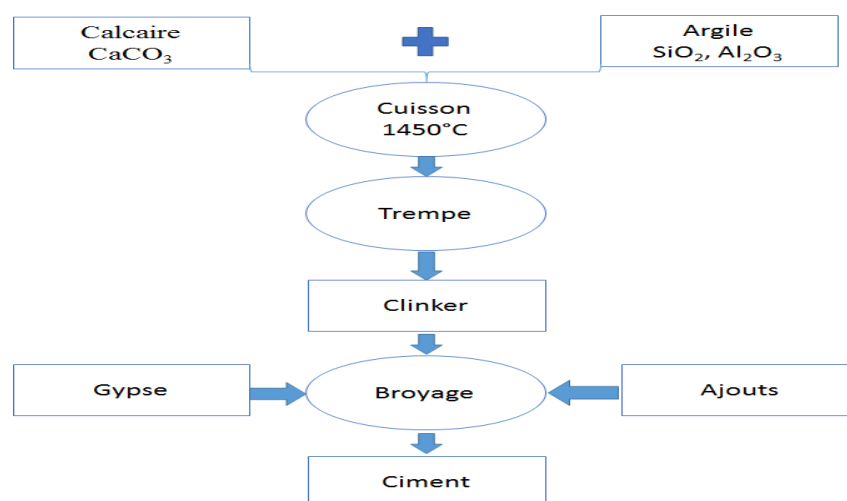 Calcaire
CaCO₃
Argile
SiO₂, Al₂O₃
Cuisson
1450°C
Trempe
Clinker
Gypse
Broyage
Ajouts
Ciment